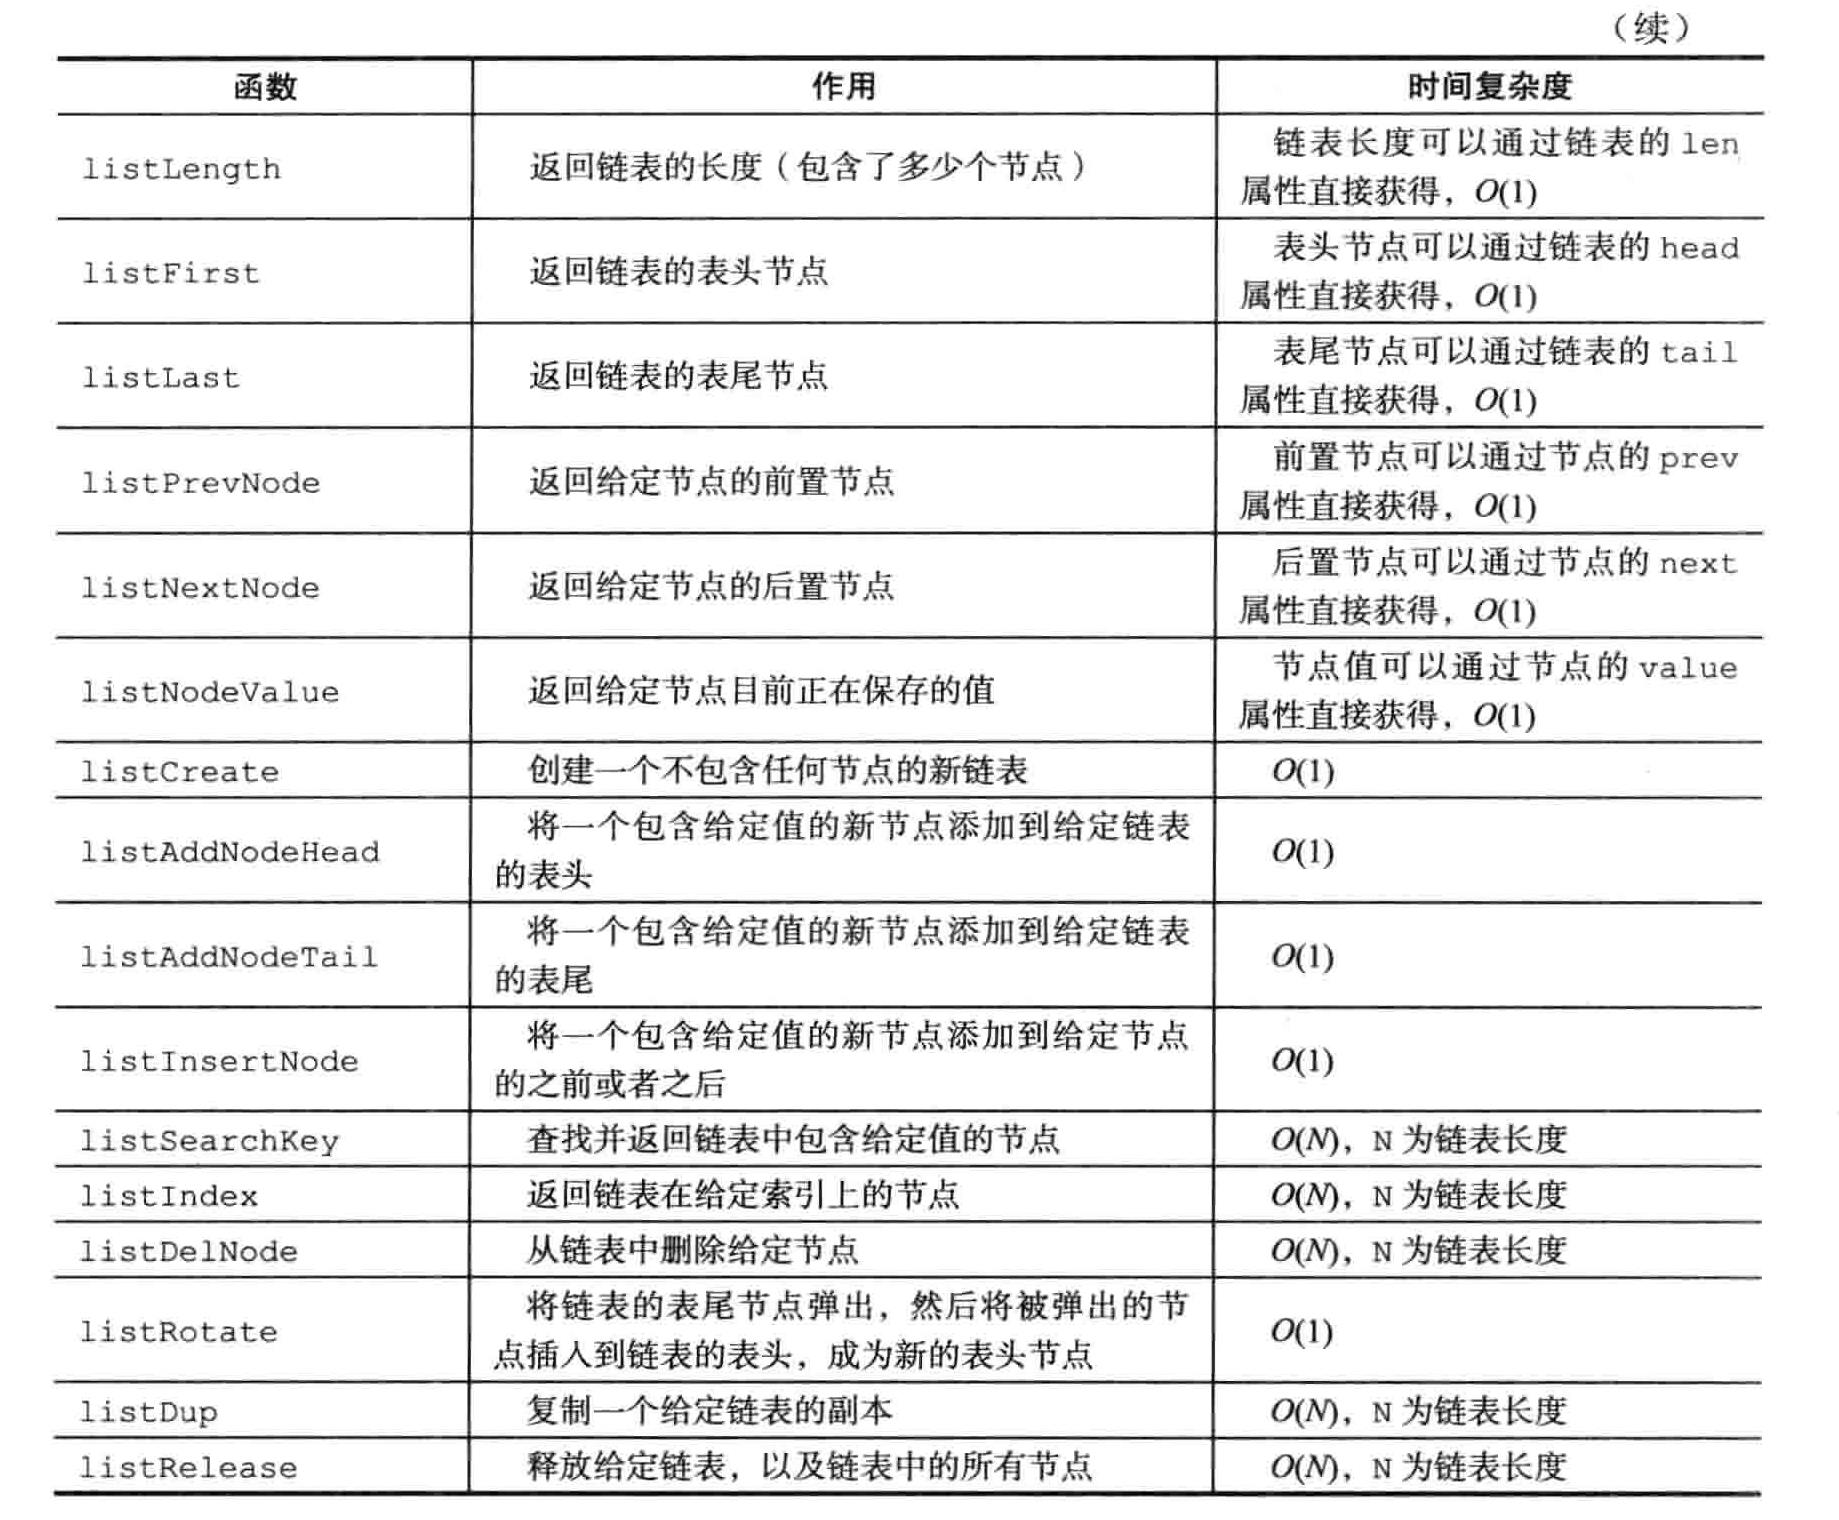 （续）
函数 作用 时间复杂度
listLength 返回链表的长度（包含了多少个节点） 链表长度可以通过链表的 len
属性直接获得，O(1)
listFirst 返回链表的表头节点 表头节点可以通过链表的 head
属性直接获得，O(1)
listLast 返回链表的表尾节点 表尾节点可以通过链表的 tail
属性直接获得，O(1)
listPrevNode 返回给定节点的前置节点 前置节点可以通过节点的 prev
属性直接获得，O(1)
listNextNode 返回给定节点的后置节点 后置节点可以通过节点的 next
属性直接获得，O(1)
listNodeValue 返回给定节点目前正在保存的值 节点值可以通过节点的 value
属性直接获得，O(1)
listCreate 创建一个不包含任何节点的新链表 O(1)
listAddNodeHead 将一个包含给定值的新节点添加到给定链表
的表头 O(1)
listAddNodeTail 将一个包含给定值的新节点添加到给定链表
的表尾 O(1)
listInsertNode 将一个包含给定值的新节点添加到给定节点
的之前或者之后 O(1)
listSearchKey 查找并返回链表中包含给定值的节点 O(N)，N 为链表长度
listIndex 返回链表在给定索引上的节点 O(N)，N 为链表长度
listDelNode 从链表中删除给定节点 O(N)，N 为链表长度
listRotate 将链表的表尾节点弹出，然后将被弹出的节
点插入到链表的表头，成为新的表头节点 O(1)
listDup 复制一个给定链表的副本 O(N)，N 为链表长度
listRelease 释放给定链表，以及链表中的所有节点 O(N)，N 为链表长度